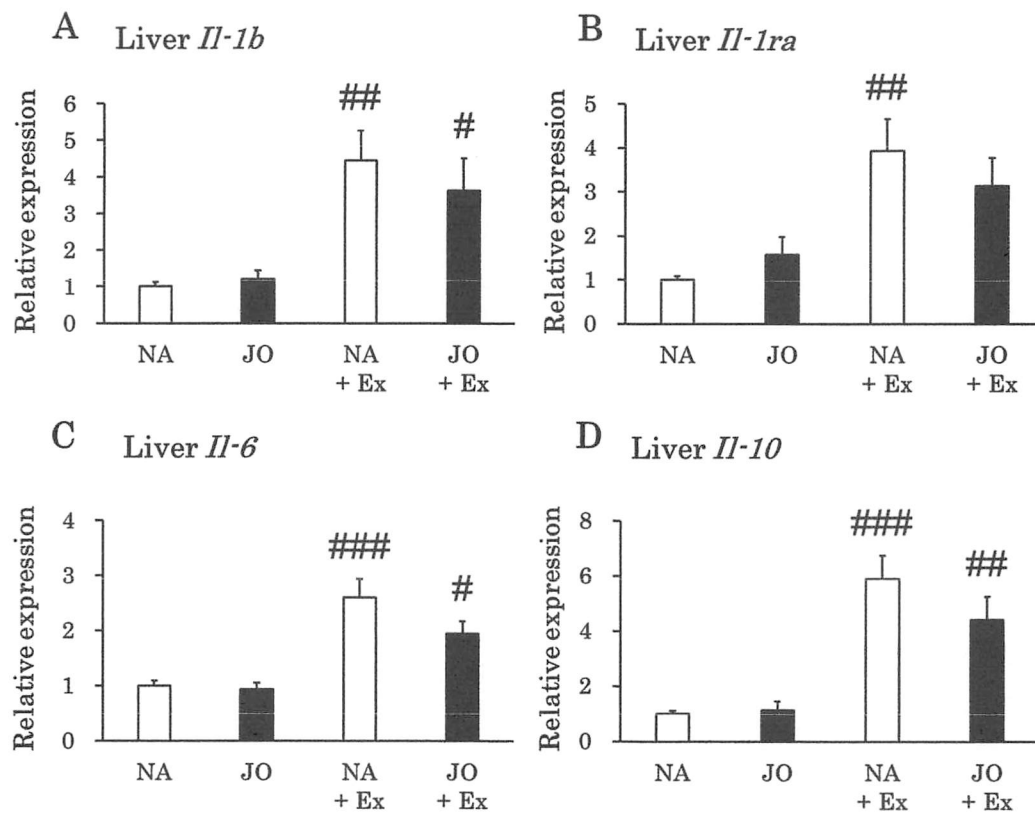 A Liver Il-1b
Relative expression
6
5
4
3
2
1
0
##
#
NA JO NA JO
+ Ex + Ex
B Liver Il-1ra
Relative expression
5
4
3
2
1
0
##
NA JO NA JO
+ Ex + Ex
C Liver Il-6
Relative expression
4
3
2
1
0
###
#
NA JO NA JO
+ Ex + Ex
D Liver Il-10
Relative expression
8
6
4
2
0
###
##
NA JO NA JO
+ Ex + Ex